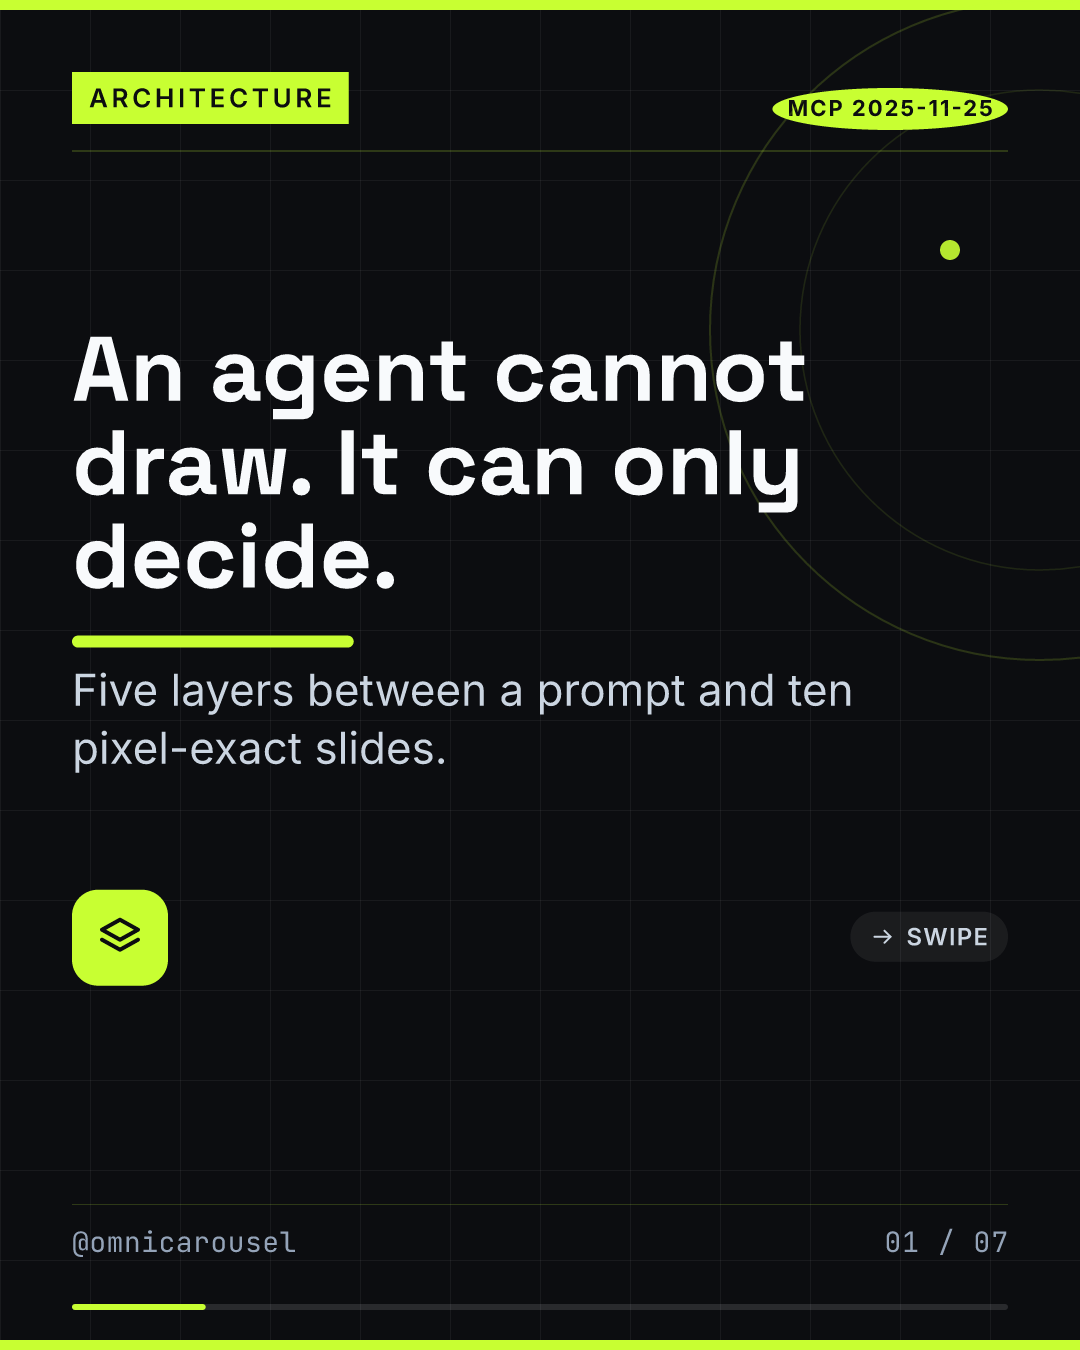 ARCHITECTURE
MCP 2025-11-25
An agent cannot
draw. It can only
decide.
Five layers between a prompt and ten
pixel-exact slides.
→ SWIPE
@omnicarousel
01 / 07